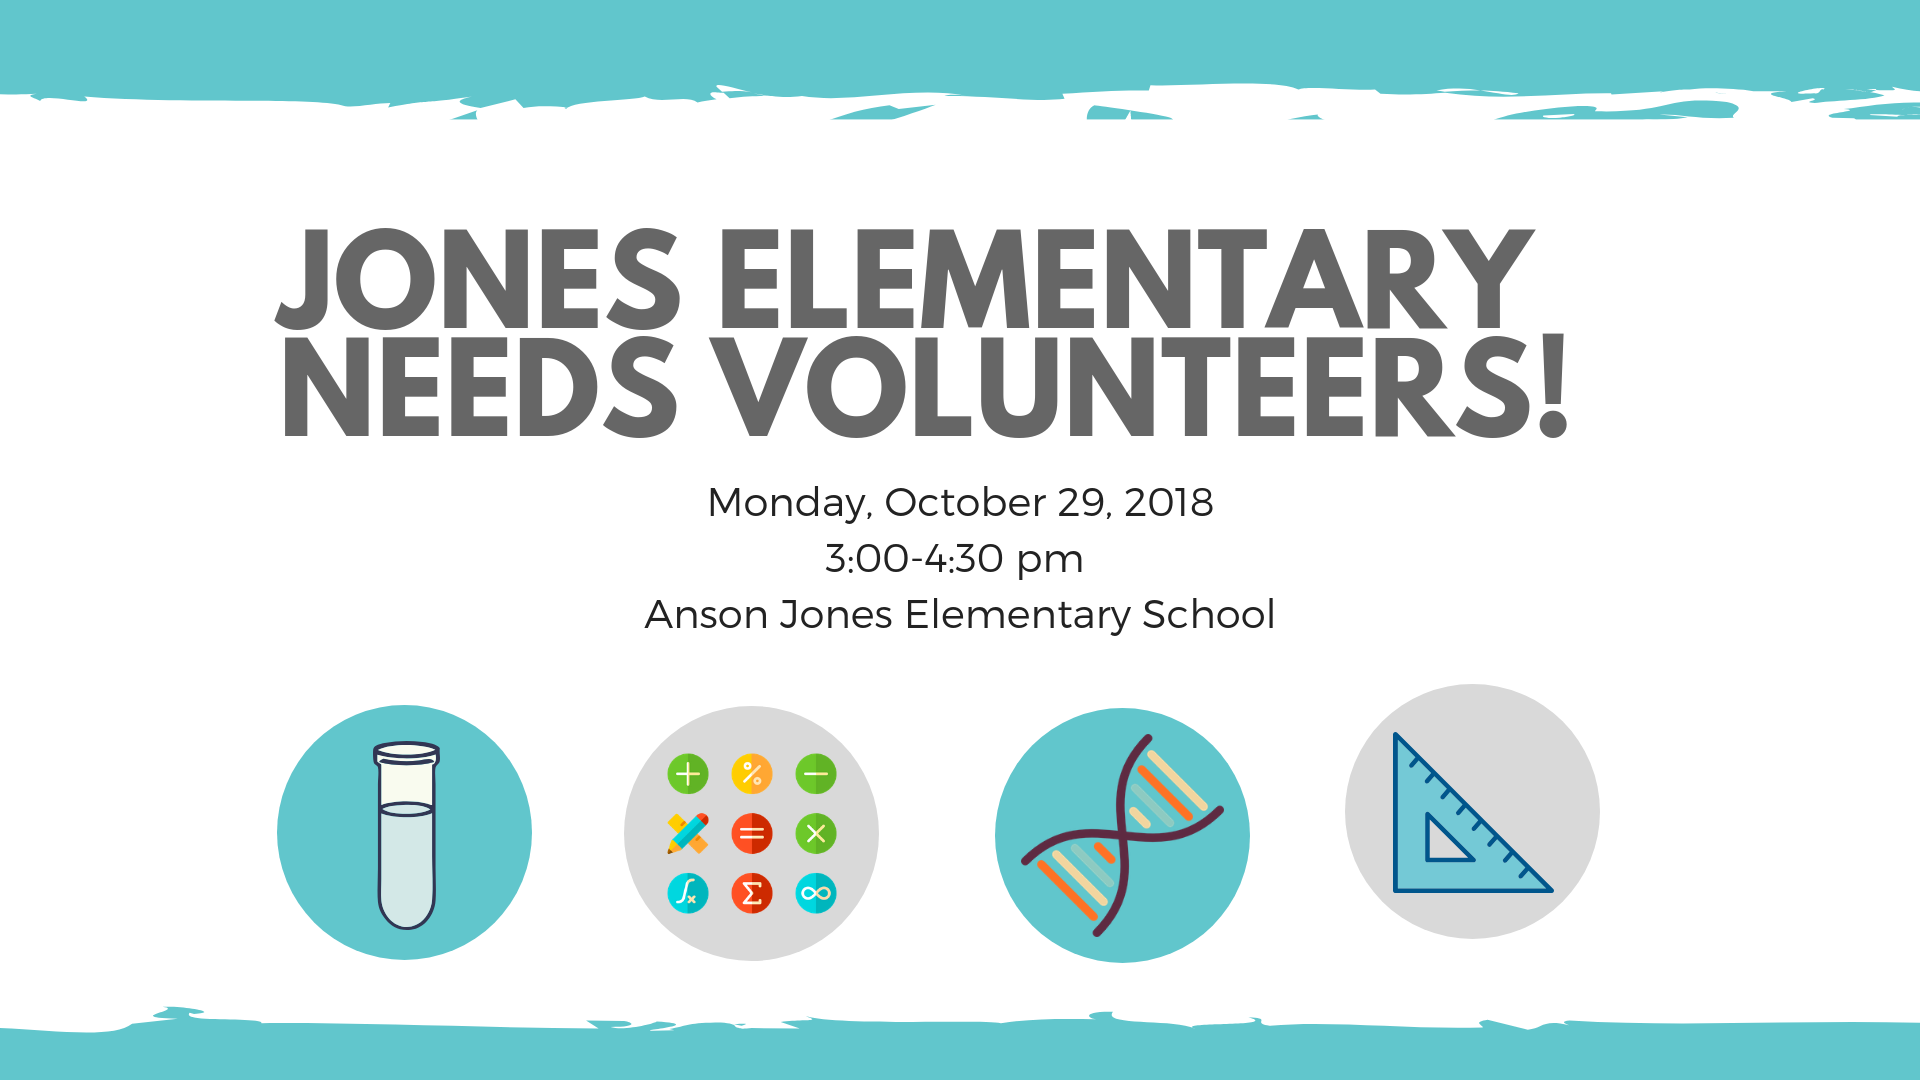 JONES ELEMENTARY
NEEDS VOLUNTEERS!
Monday, October 29, 2018
3:00-4:30 pm
Anson Jones Elementary School
+ % −
= ×
∫x Σ ∞